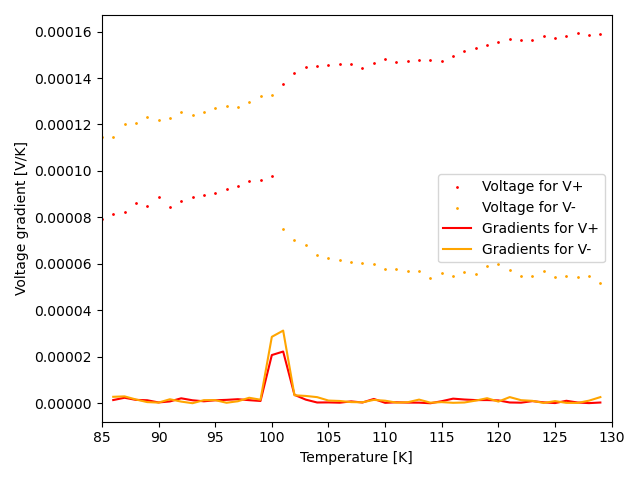 0.00016
0.00014
0.00012
0.00010
0.00008
0.00006
0.00004
0.00002
0.00000
Voltage gradient [V/K]
Voltage for V+
Voltage for V-
Gradients for V+
Gradients for V-
85 90 95 100 105 110 115 120 125 130
Temperature [K]